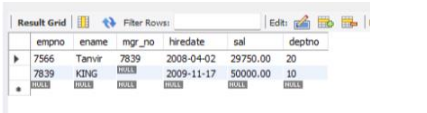 Result Grid Filter Rows: Edit:
empno ename mgr_no hiredate sal deptno
7566 Tanvir 7839 2008-04-02 29750.00 20
7839 KING NULL 2009-11-17 50000.00 10
NULL NULL NULL NULL NULL NULL